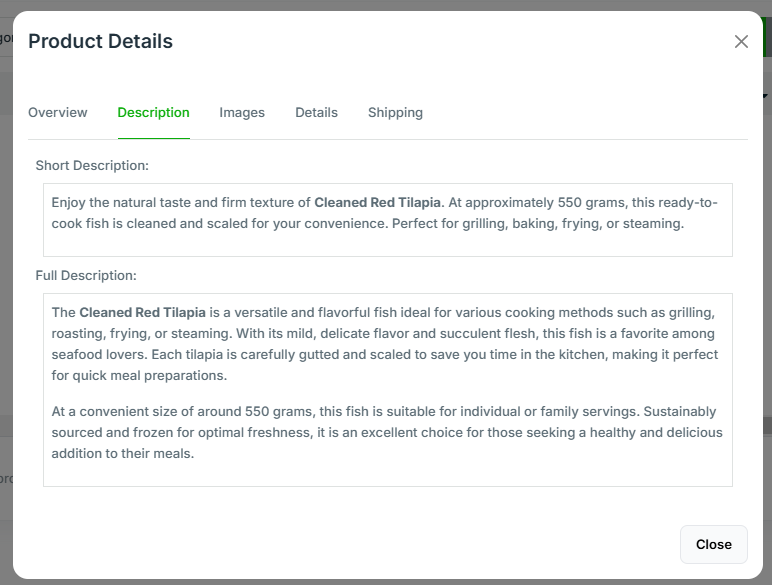 Product Details
Overview
Description
Images
Details
Shipping
Short Description:
Enjoy the natural taste and firm texture of Cleaned Red Tilapia. At approximately 550 grams, this ready-to-
cook fish is cleaned and scaled for your convenience. Perfect for grilling, baking, frying, or steaming.
Full Description:
The Cleaned Red Tilapia is a versatile and flavorful fish ideal for various cooking methods such as grilling,
roasting, frying, or steaming. With its mild, delicate flavor and succulent flesh, this fish is a favorite among
seafood lovers. Each tilapia is carefully gutted and scaled to save you time in the kitchen, making it perfect
for quick meal preparations.
At a convenient size of around 550 grams, this fish is suitable for individual or family servings. Sustainably
sourced and frozen for optimal freshness, it is an excellent choice for those seeking a healthy and delicious
addition to their meals.
Close